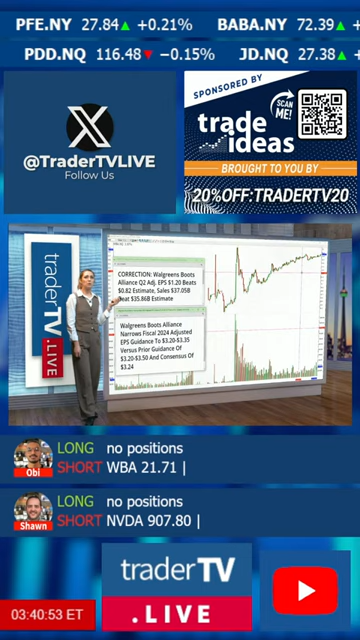 PFE.NY 27.84▲ +0.21% BABA.NY 72.39▲ +
PDD.NQ 116.48▼ −0.15% JD.NQ 27.38▲ +
@TraderTVLIVE
Follow Us
SPONSORED BY
SCAN
ME!
trade
ideas
BROUGHT TO YOU BY
20%OFF:TRADERTV20
traderTV
.LIVE
CORRECTION: Walgreens Boots
Alliance Q2 Adj. EPS $1.20 Beats
$0.82 Estimate, Sales $37.05B
Beat $35.86B Estimate
Walgreens Boots Alliance
Narrows Fiscal 2024 Adjusted
EPS Guidance To $3.20-$3.35
Versus Prior Guidance Of
$3.20-$3.50 And Consensus Of
$3.24
LONG no positions
SHORT WBA 21.71 |
Obi
LONG no positions
SHORT NVDA 907.80 |
Shawn
03:40:53 ET
traderTV
.LIVE